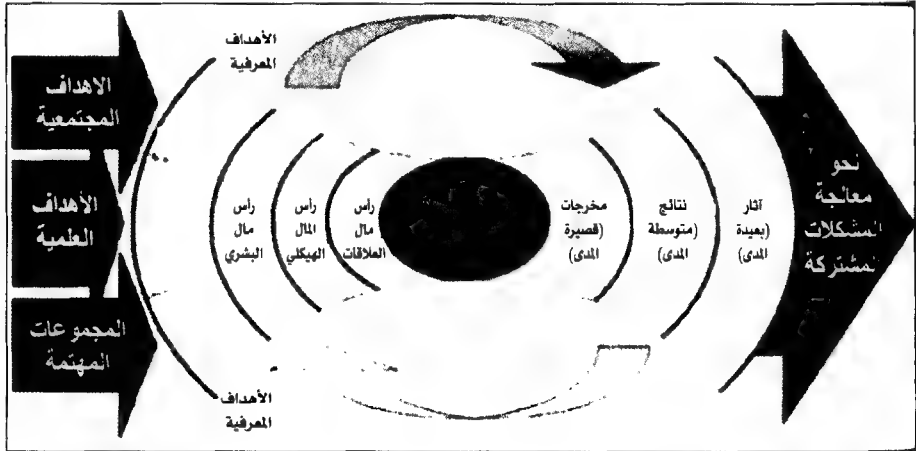 الأهداف
المعرفية
الاهداف
المجتمعية
الأهداف
العلمية
المجموعات
المهتمة
رأس
مال
البشري
رأس
المال
الهيكلي
رأس
مال
العلاقات
مخرجات
(قصيرة
المدى)
نتائج
(متوسطة
المدى)
آثار
(بعيدة
المدى)
نحو
معالجة
المشكلات
المشتركة
الأهداف
المعرفية